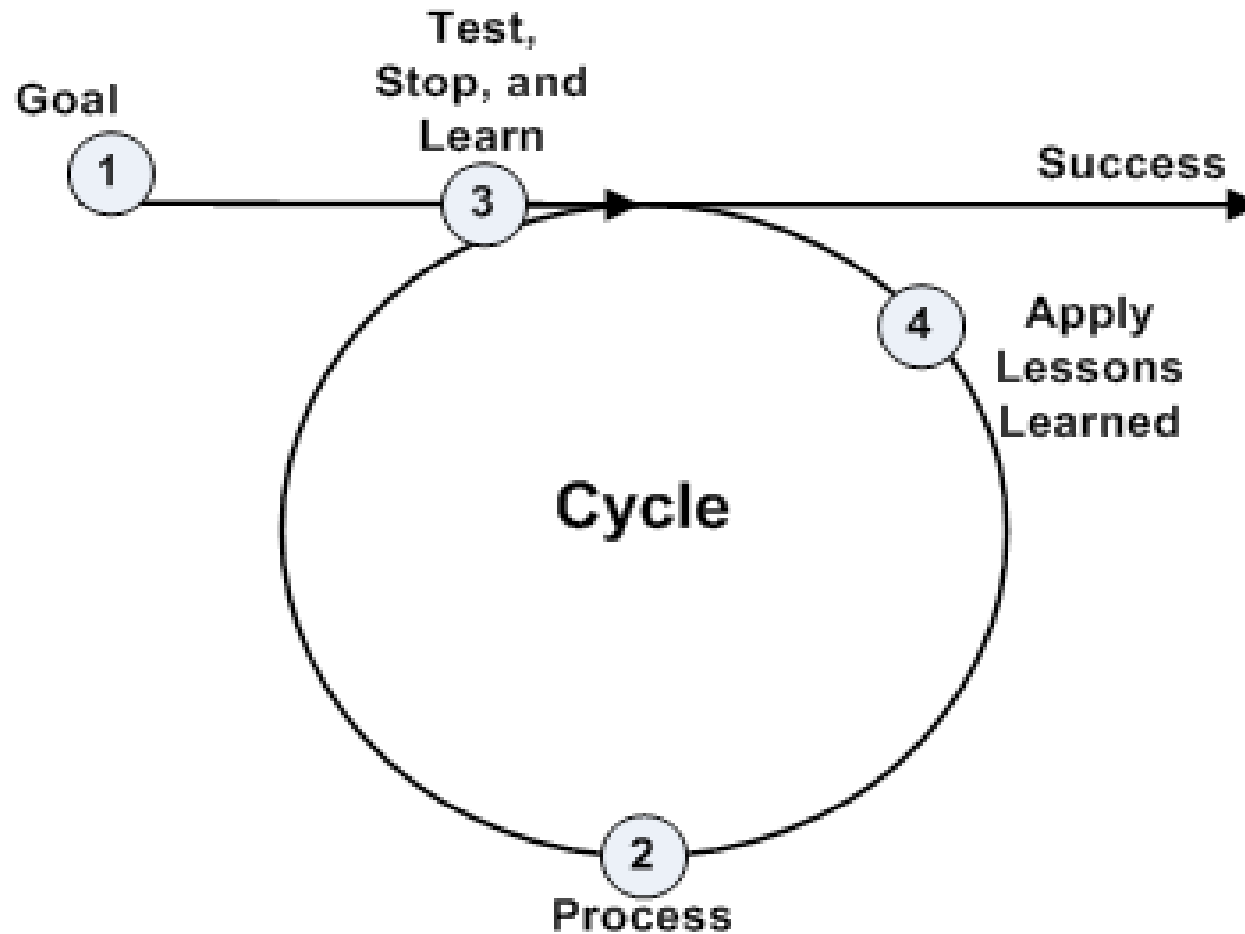 Test,
Stop, and
Learn
Goal
1
3
Success
4
Apply
Lessons
Learned
Cycle
2
Process